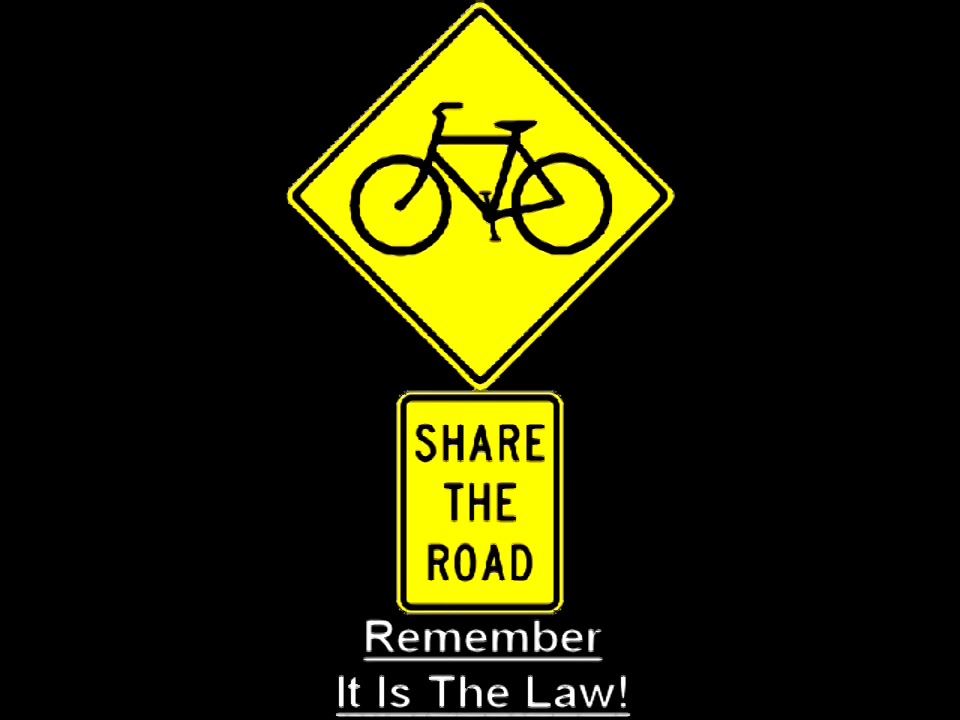 SHARE
THE
ROAD
Remember
It Is The Law!